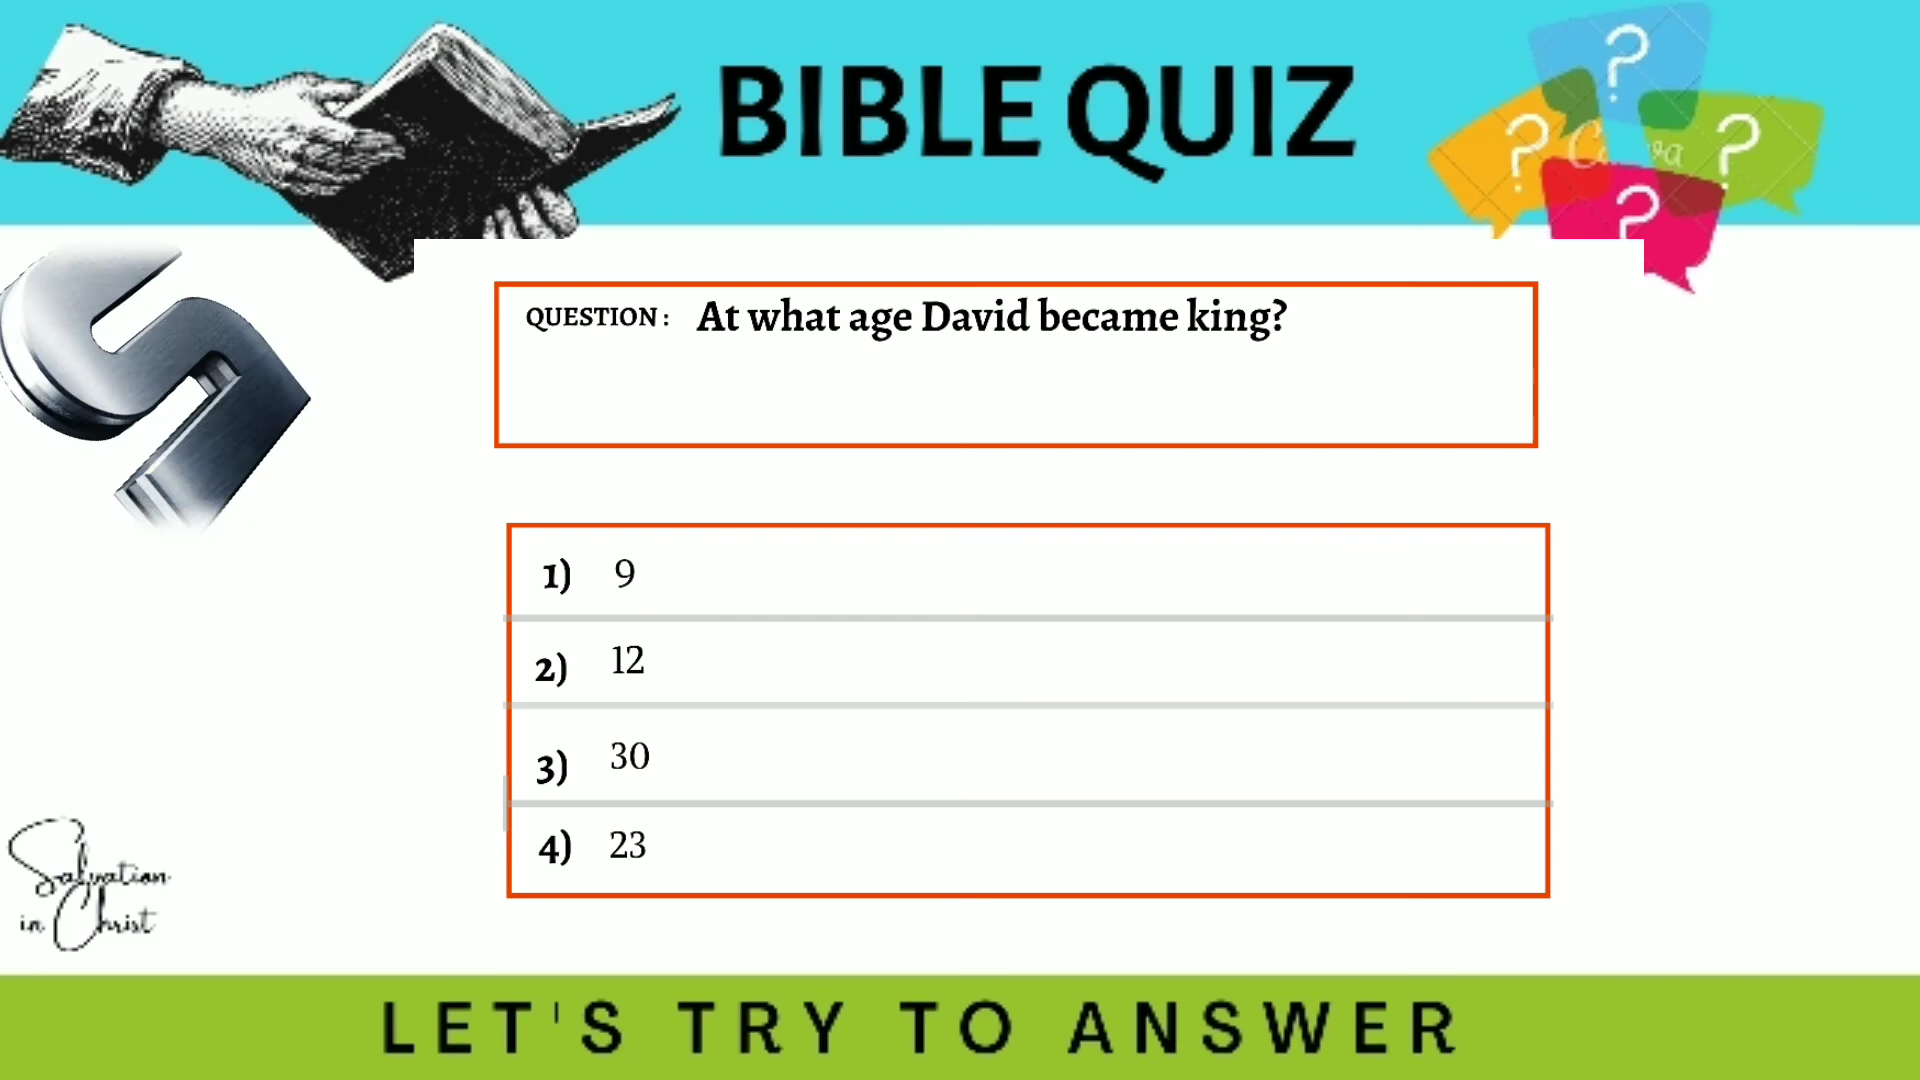 BIBLE QUIZ
? ? ? ?
5
QUESTION : At what age David became king?
1) 9
2) 12
3) 30
4) 23
Salvation
in Christ
LET'S TRY TO ANSWER